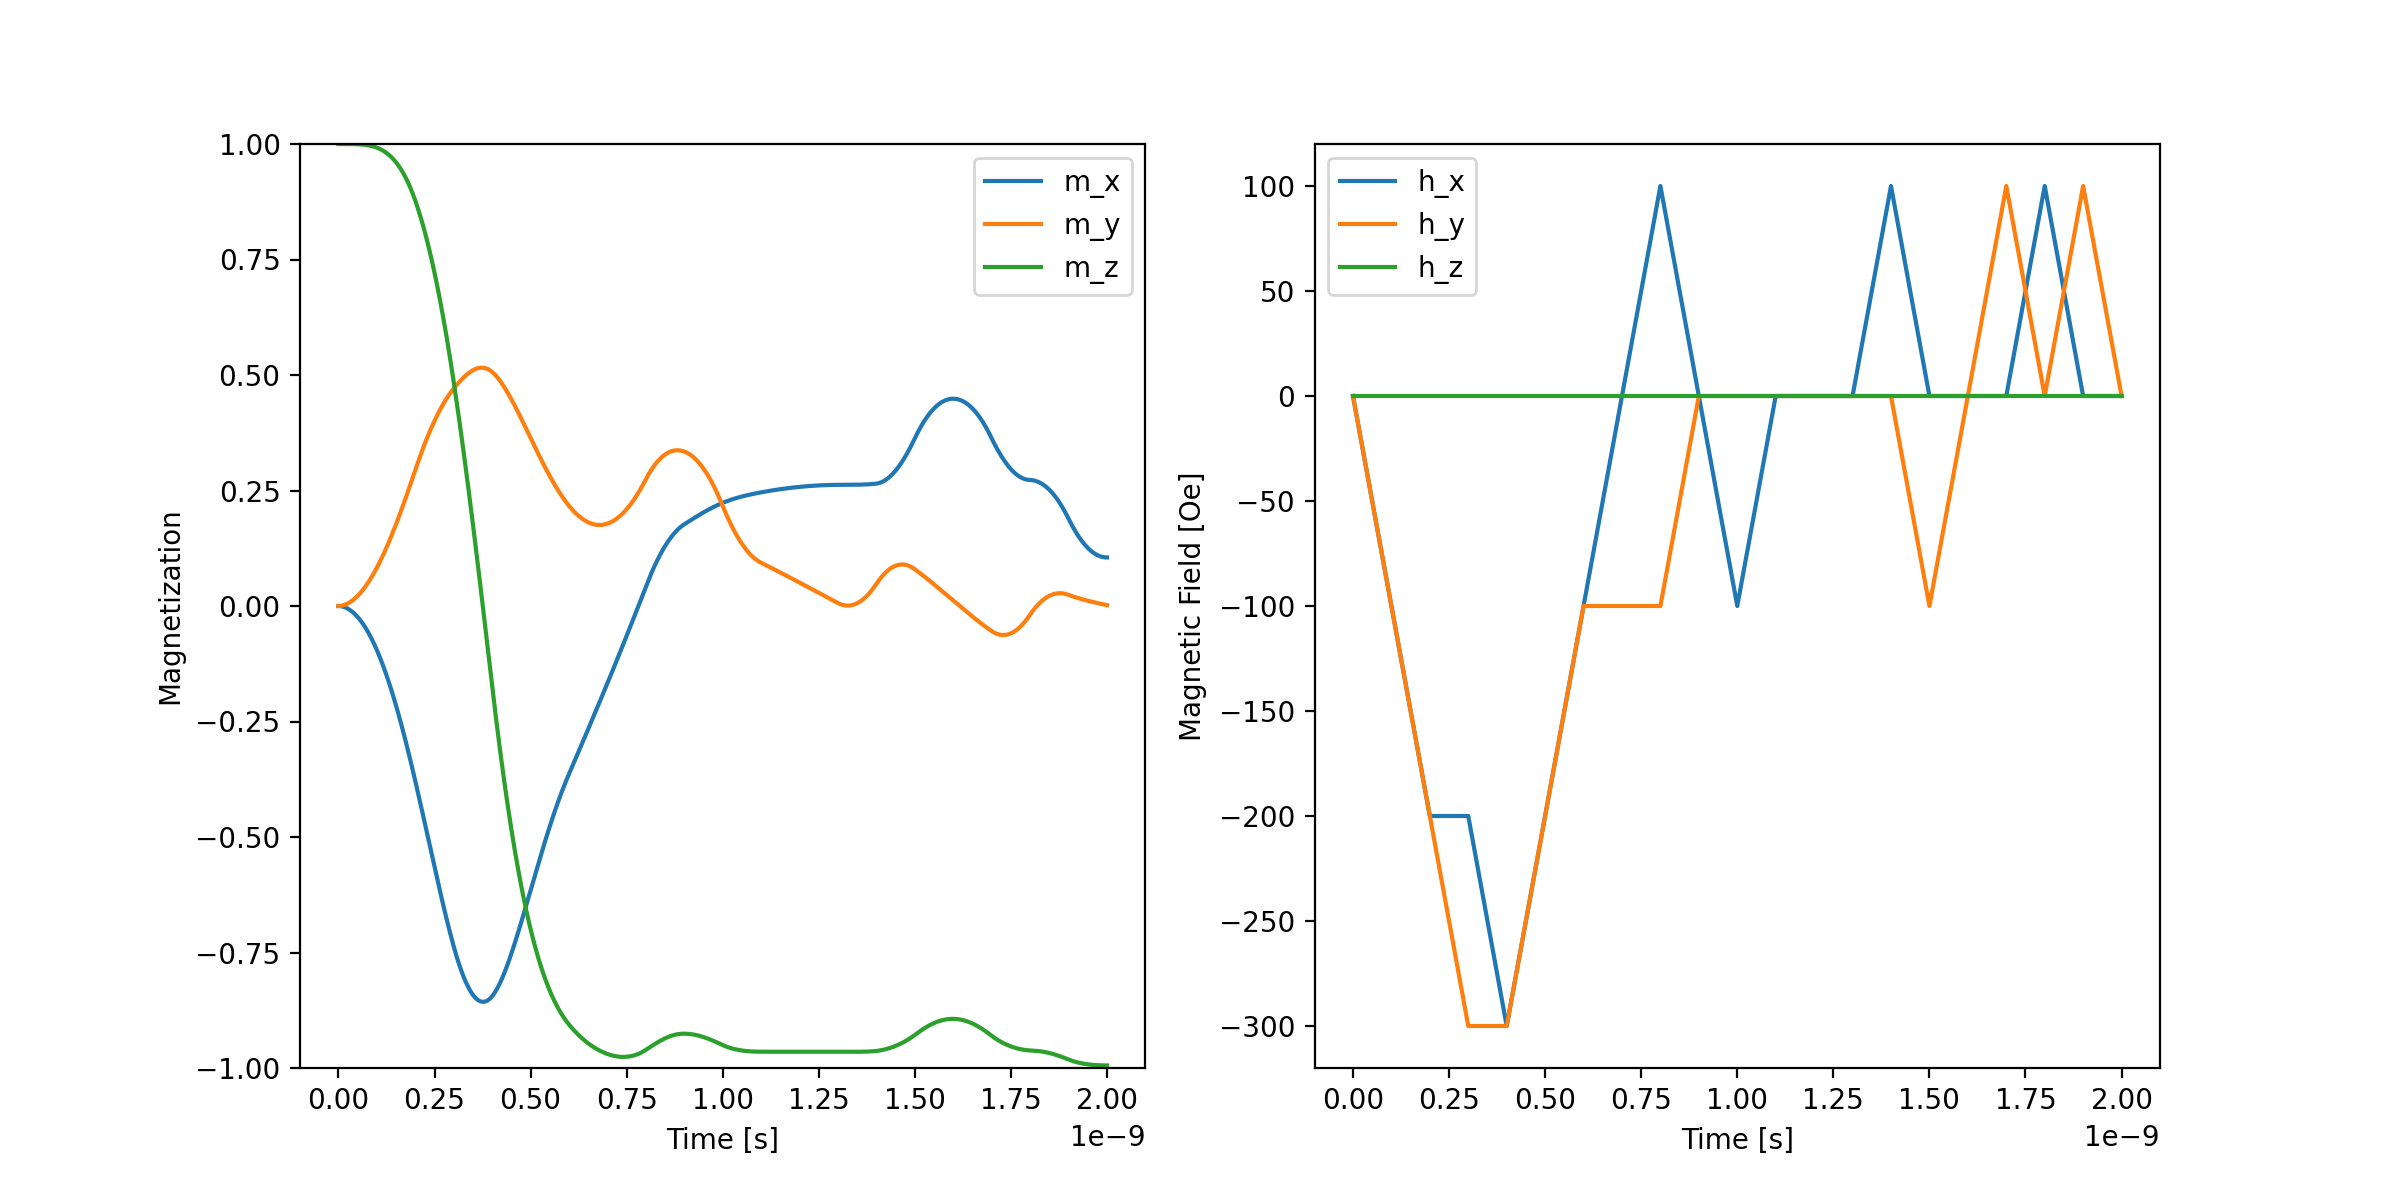 1.00
0.75
0.50
0.25
0.00
−0.25
−0.50
−0.75
−1.00
Magnetization
m_x
m_y
m_z
0.00 0.25 0.50 0.75 1.00 1.25 1.50 1.75 2.00
Time [s]
1e−9
100
50
0
−50
−100
−150
−200
−250
−300
Magnetic Field [Oe]
h_x
h_y
h_z
0.00 0.25 0.50 0.75 1.00 1.25 1.50 1.75 2.00
Time [s]
1e−9